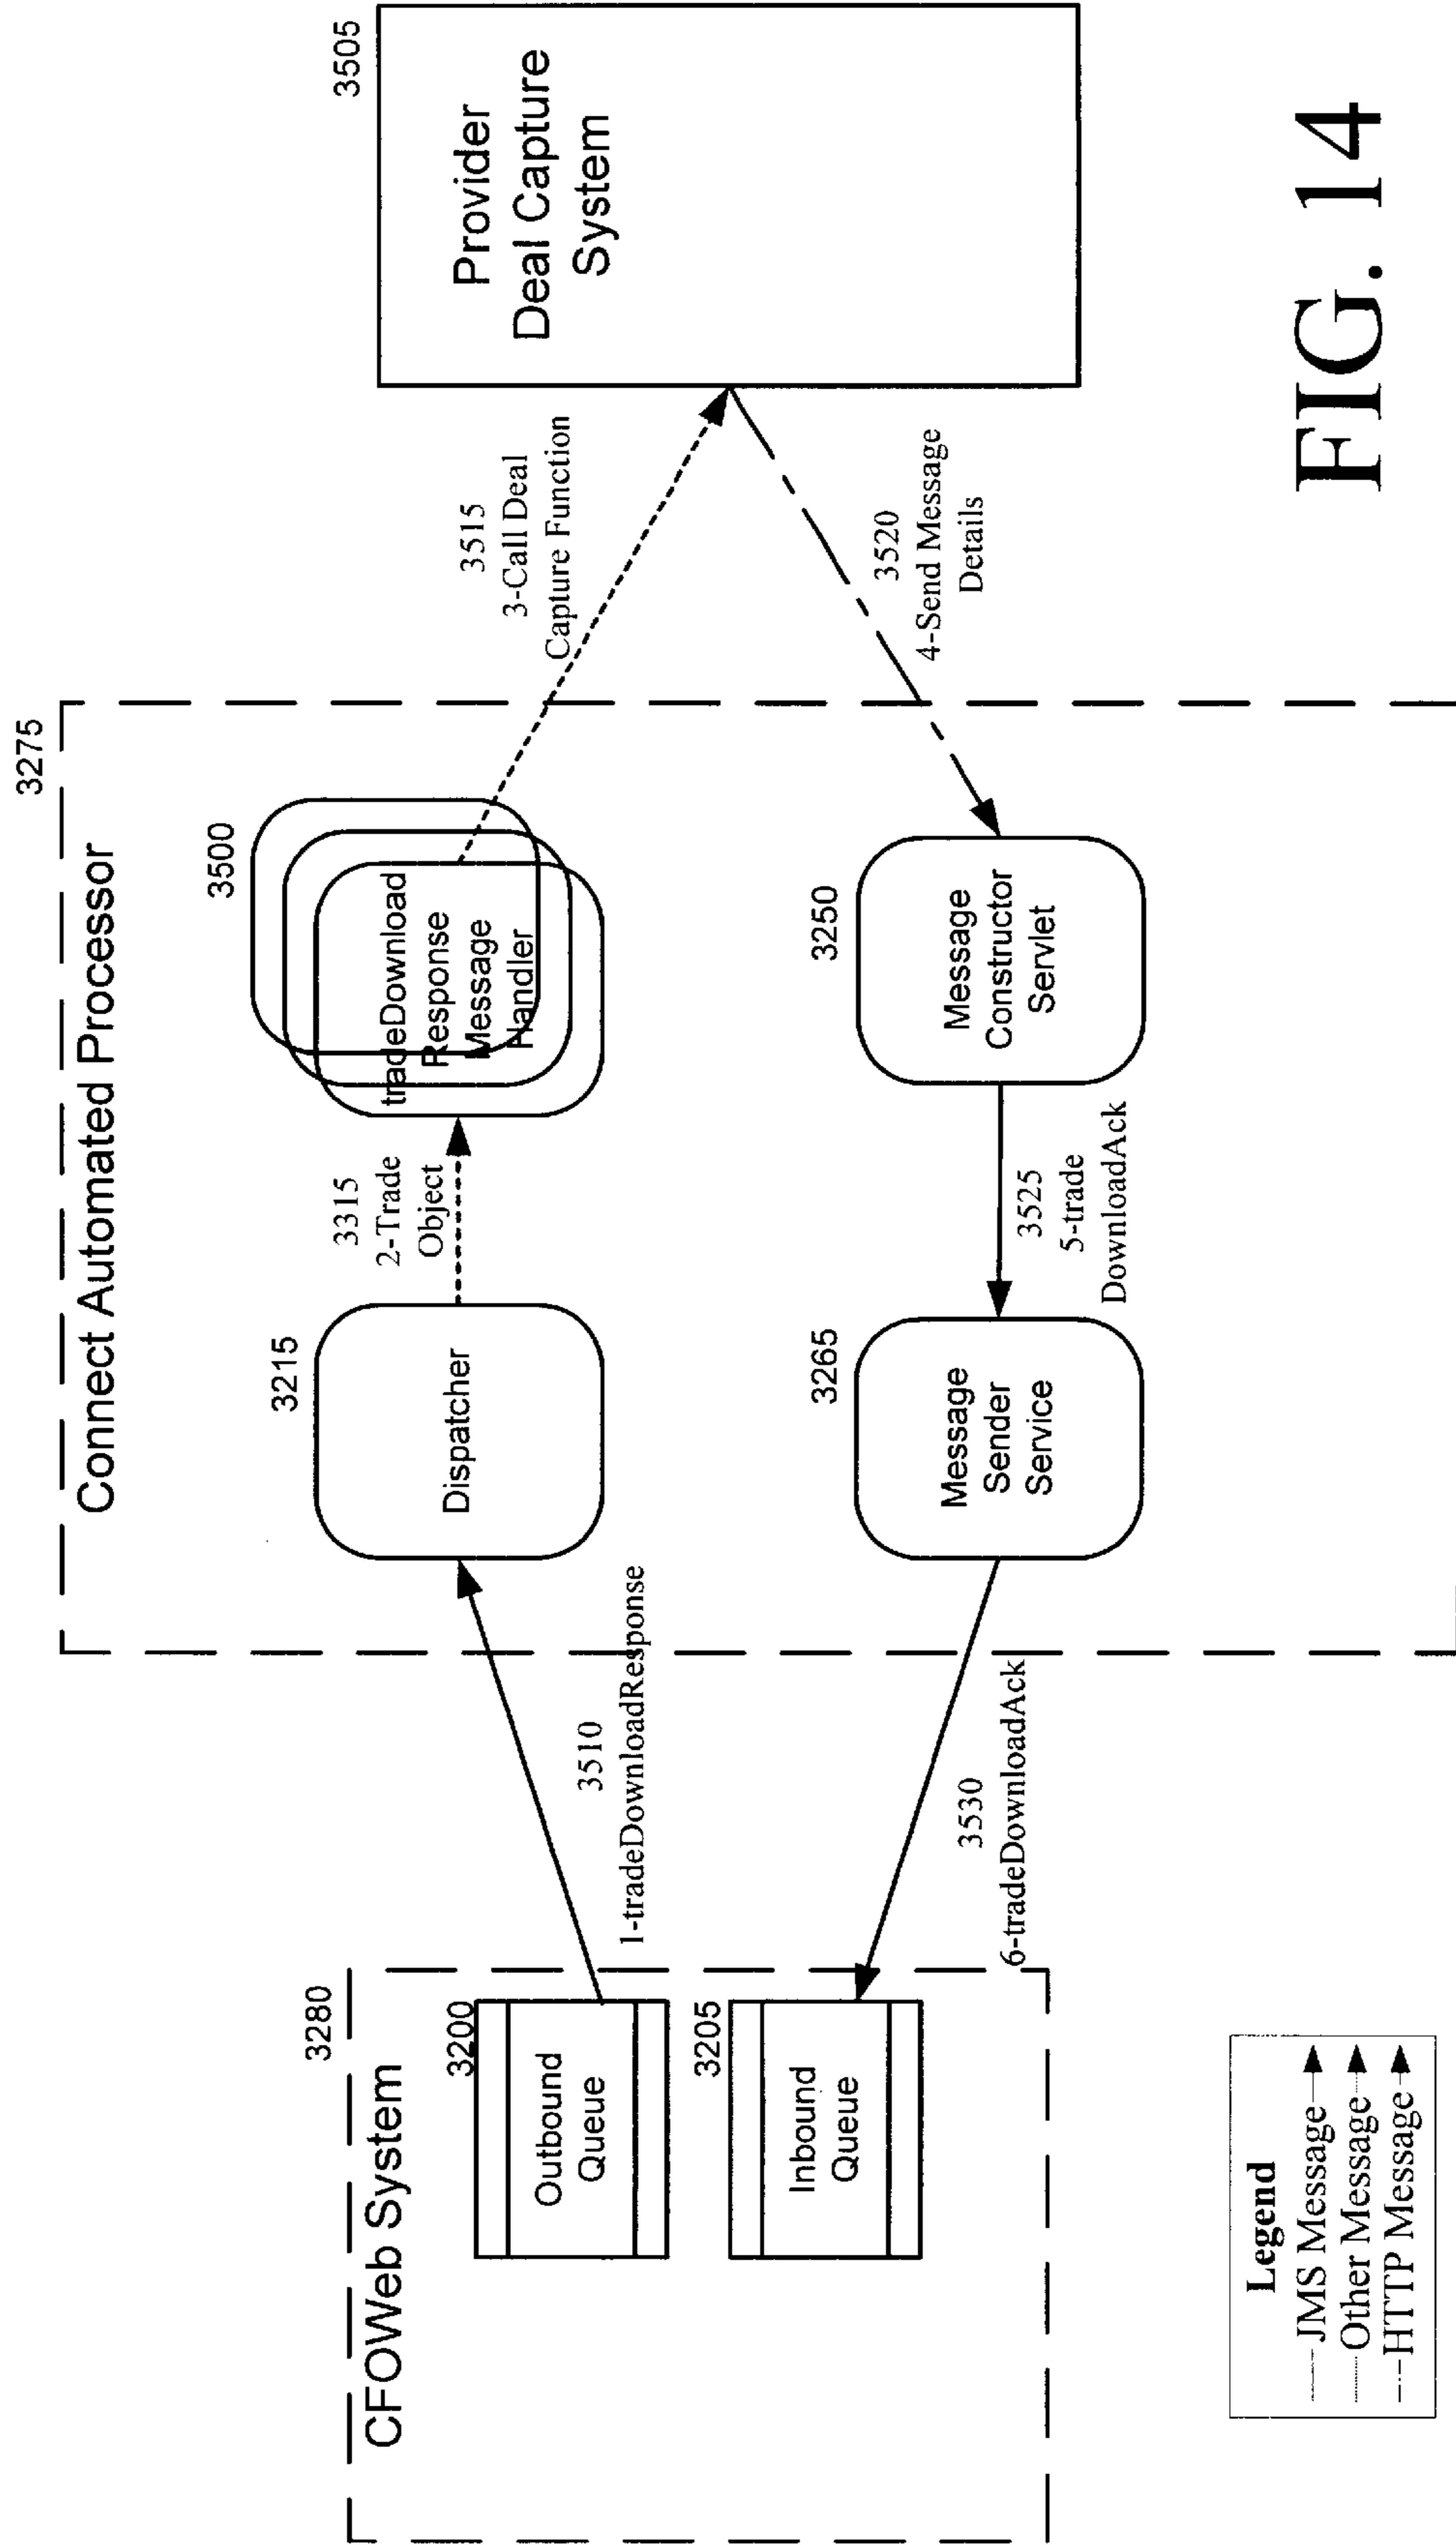 3275
Connect Automated Processor
3280
CFOWeb System
3200
Outbound
Queue
3205
Inbound
Queue
3510
1-tradeDownloadResponse
3215
Dispatcher
3315
2-Trade
Object
3500
tradeDownload
Response
Message
Handler
3515
3-Call Deal
Capture Function
3505
Provider
Deal Capture
System
3520
4-Send Message
Details
3250
Message
Constructor
Servlet
3525
5-trade
DownloadAck
3265
Message
Sender
Service
3530
6-tradeDownloadAck
Legend
JMS Message
Other Message
HTTP Message
FIG. 14